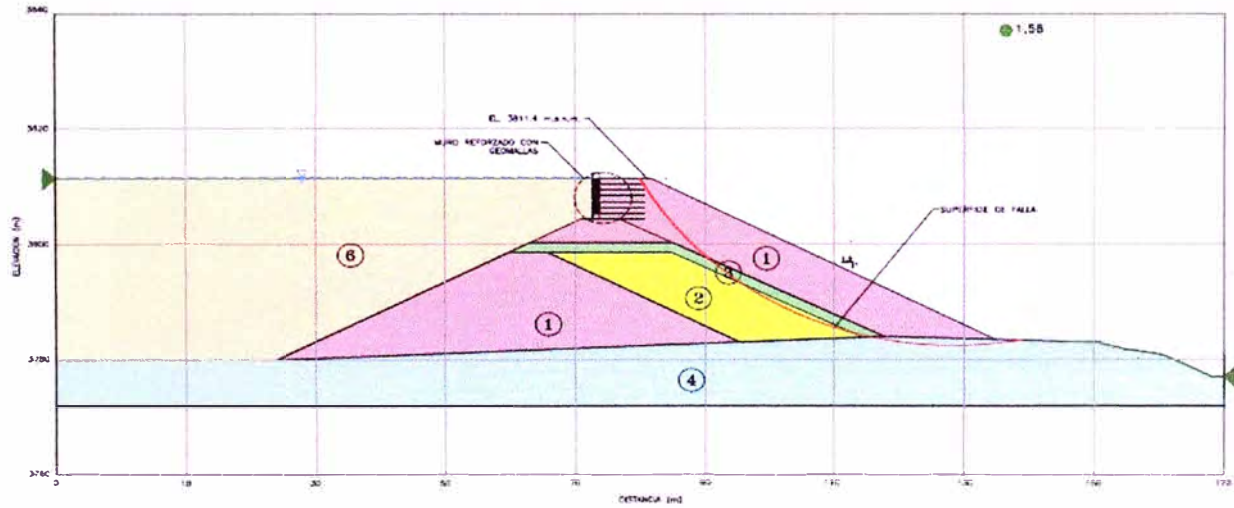 3840
1,58
EL. 3811.4 m.s.n.m.
3820
MURO REFORZADO CON
GEOMALLAS
SUPERFICIE DE FALLA
ELEVACION (m)
3800
6
3
1
2
1
3780
4
3760
0 10 30 50 70 90 110 130 150 170
DISTANCIA (m)